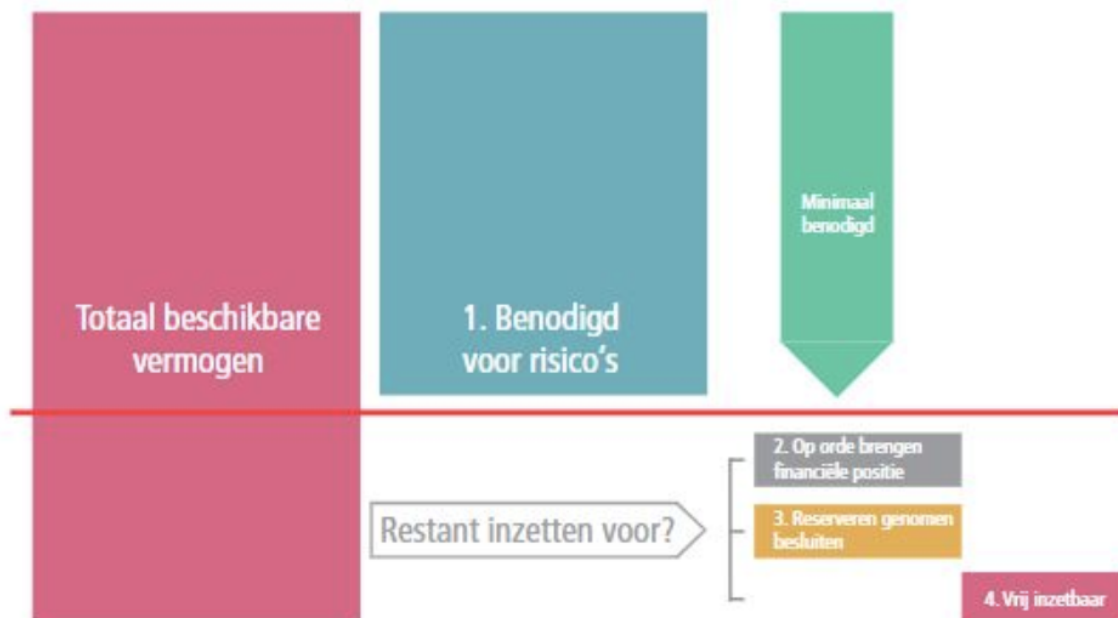 Totaal beschikbare
vermogen
1. Benodigd
voor risico's
Minimaal
benodigd
Restant inzetten voor?
2. Op orde brengen
financiële positie
3. Reserveren genomen
besluiten
4. Vrij inzetbaar